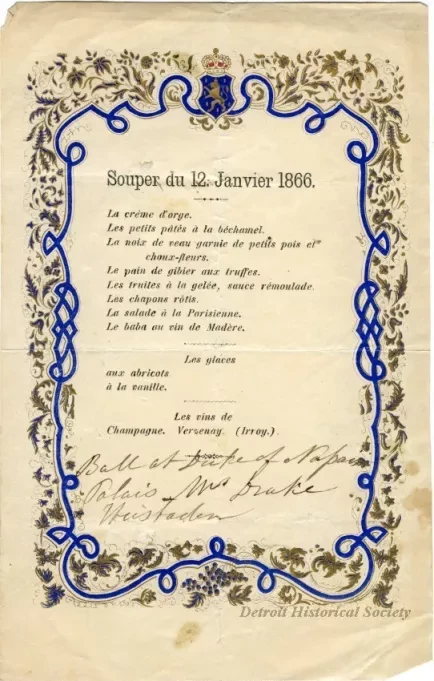 Souper du 12. Janvier 1866.
La crême d'orge.
Les petits pâtés à la béchamel.
La noix de veau garnie de petits pois et
choux-fleurs.
Le pain de gibier aux truffes.
Les truites à la gelée, sauce rémoulade.
Les chapons rôtis.
La salade à la Parisienne.
Le baba au vin de Madère.
Les glaces
aux abricots
à la vanille.
Les vins de
Champagne. Verzenay. (Irroy.)
Ball at Duke of Nassau
Palais Mrs Drake
Detroit Historical Society